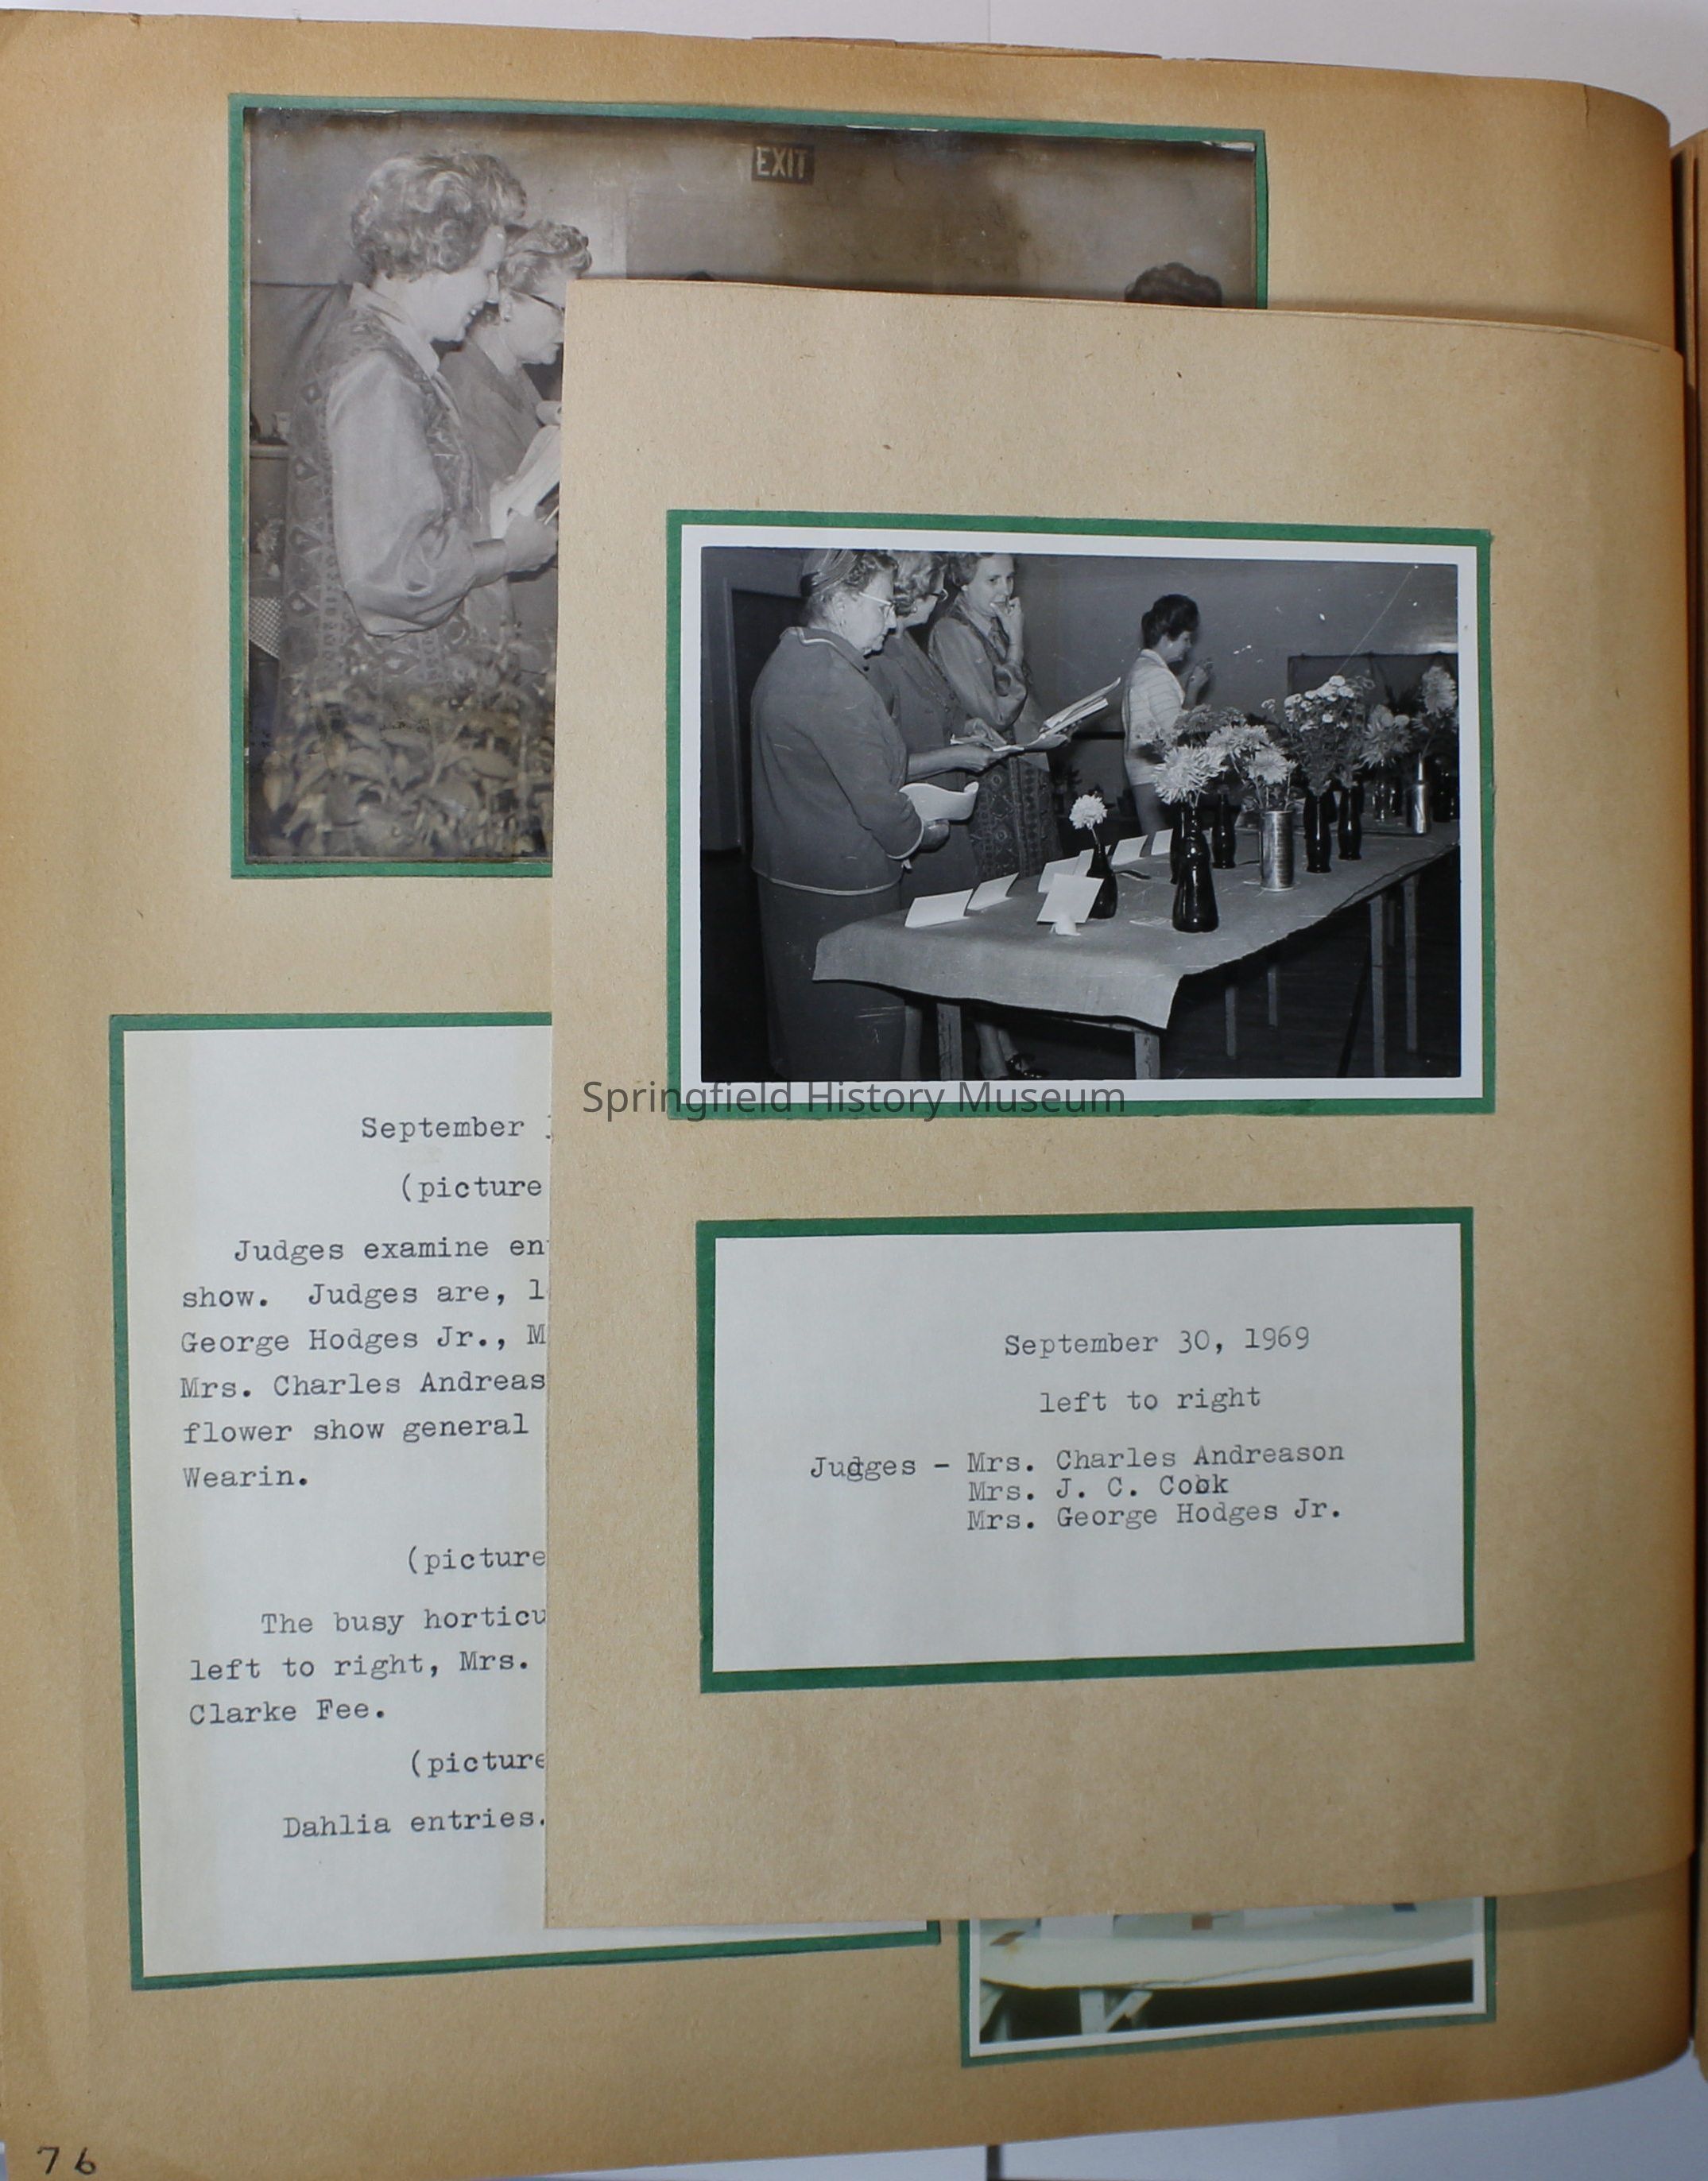 EXIT
Springfield History Museum
September
(picture
Judges examine
show. Judges are,
George Hodges Jr.,
Mrs. Charles Andreas
flower show general
Wearin.
(picture
The busy horticu
left to right, Mrs.
Clarke Fee.
(picture
Dahlia entries.
September 30, 1969
left to right
Judges - Mrs. Charles Andreason
Mrs. J. C. Cook
Mrs. George Hodges Jr.
76